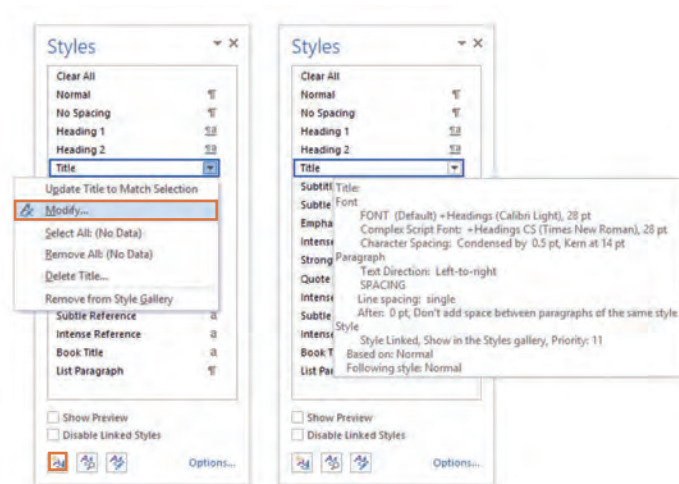 Styles
Clear All
Normal
No Spacing
Heading 1
Heading 2
Title
Update Title to Match Selection
Modify...
Select All: (No Data)
Remove All: (No Data)
Delete Title...
Remove from Style Gallery
Subtle Reference
Intense Reference
Book Title
List Paragraph
Show Preview
Disable Linked Styles
Options...
Styles
Clear All
Normal
No Spacing
Heading 1
Heading 2
Title
Subtitl
Subtle
Empha
Intense
Strong
Quote
Intense
Subtle
Intense
Book T
List Par
Title:
Font
FONT (Default) +Headings (Calibri Light), 28 pt
Complex Script Font: +Headings CS (Times New Roman), 28 pt
Character Spacing: Condensed by 0.5 pt, Kern at 14 pt
Paragraph
Text Direction: Left-to-right
SPACING
Line spacing: single
After: 0 pt, Don't add space between paragraphs of the same style
Style
Style Linked, Show in the Styles gallery, Priority: 11
Based on: Normal
Following style: Normal
Show Preview
Disable Linked Styles
Options...